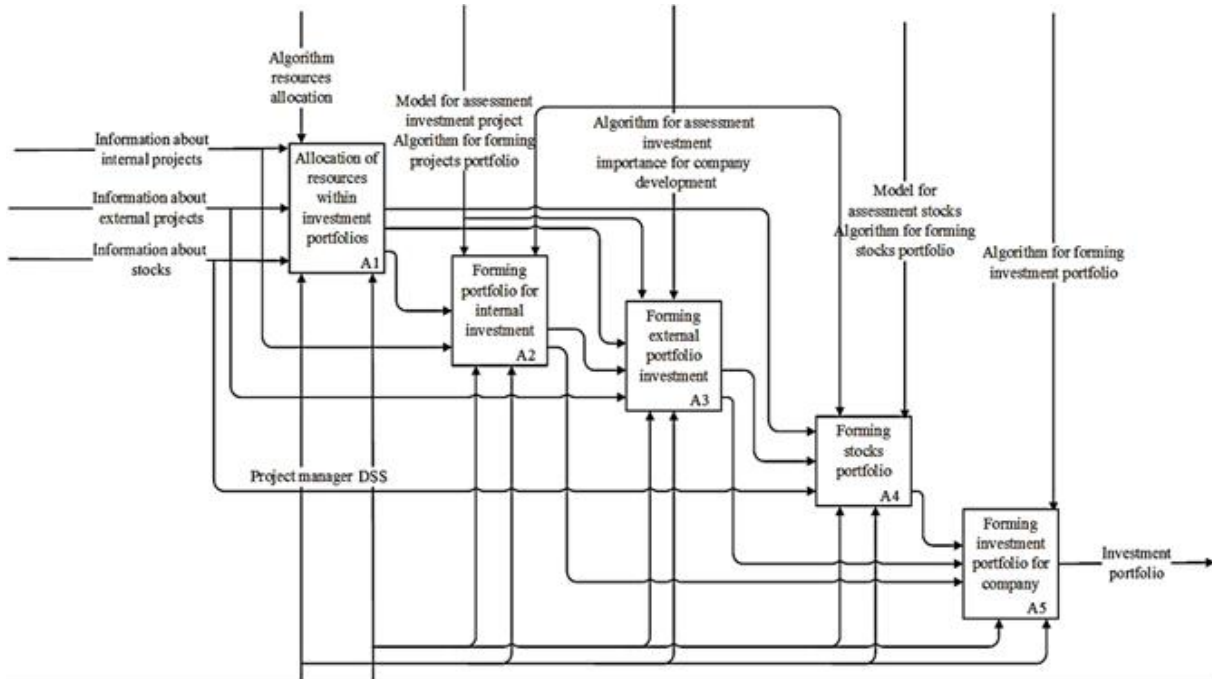 Algorithm
resources
allocation
Model for assessment
investment project
Algorithm for forming
projects portfolio
Algorithm for assessment
investment
importance for company
development
Model for
assessment stocks
Algorithm for forming
stocks portfolio
Algorithm for forming
investment portfolio
Information about
internal projects
Information about
external projects
Information about
stocks
Allocation of
resources
within
investment
portfolios
A1
Forming
portfolio for
internal
investment
A2
Forming
external
portfolio
investment
A3
Forming
stocks
portfolio
A4
Project manager DSS
Forming
investment
portfolio for
company
A5
Investment
portfolio